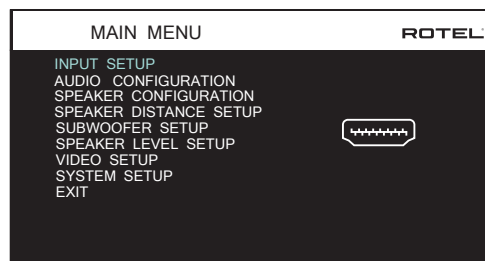 MAIN MENU
ROTEL
INPUT SETUP
AUDIO CONFIGURATION
SPEAKER CONFIGURATION
SPEAKER DISTANCE SETUP
SUBWOOFER SETUP
SPEAKER LEVEL SETUP
VIDEO SETUP
SYSTEM SETUP
EXIT